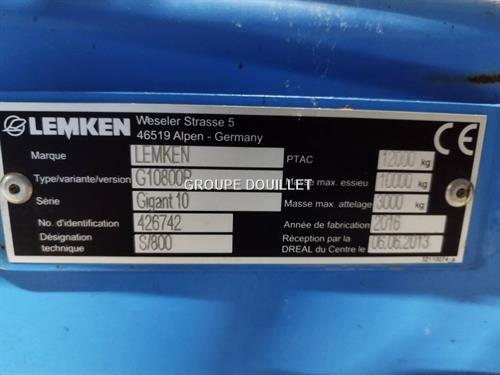 LEMKEN Weseler Strasse 5
46519 Alpen - Germany
CE
Marque LEMKEN PTAC 12000 kg
Type/variante/version G10800R Masse max. essieu 10000 kg
GROUPE DOUILLET
Série Gigant 10 Masse max. attelage 3000 kg
No. d'identification 426742 Année de fabrication 2016
Désignation technique S/800 Réception par la DREAL du Centre le 06.06.2013